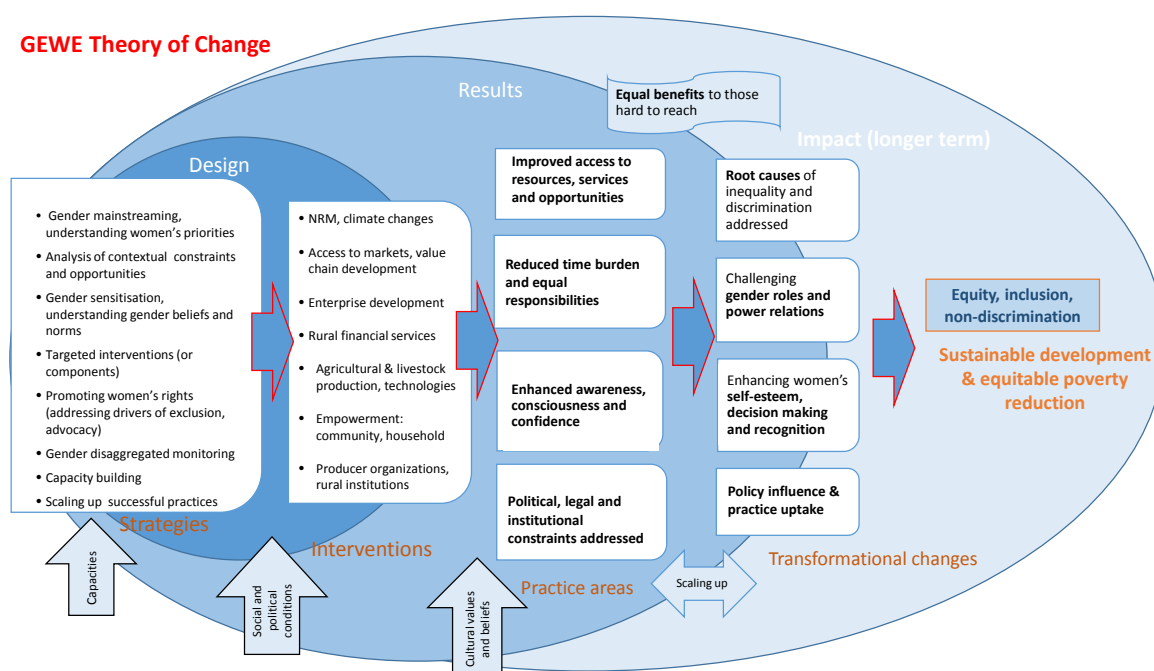 GEWE Theory of Change
Results
Equal benefits to those
hard to reach
Impact (longer term)
Design
• Gender mainstreaming,
understanding women's priorities
• Analysis of contextual constraints
and opportunities
• Gender sensitisation,
understanding gender beliefs and
norms
• Targeted interventions (or
components)
• Promoting women's rights
(addressing drivers of exclusion,
advocacy)
• Gender disaggregated monitoring
• Capacity building
• Scaling up successful practices
Strategies
• NRM, climate changes
• Access to markets, value
chain development
• Enterprise development
• Rural financial services
• Agricultural & livestock
production, technologies
• Empowerment:
community, household
• Producer organizations,
rural institutions
Interventions
Improved access to
resources, services
and opportunities
Reduced time burden
and equal
responsibilities
Enhanced awareness,
consciousness and
confidence
Political, legal and
institutional
constraints addressed
Practice areas
Root causes of
inequality and
discrimination
addressed
Challenging
gender roles and
power relations
Enhancing women's
self-esteem,
decision making
and recognition
Policy influence &
practice uptake
Transformational changes
Scaling up
Equity, inclusion,
non-discrimination
Sustainable development
& equitable poverty
reduction
Capacities
Social and
political
conditions
Cultural values
and beliefs